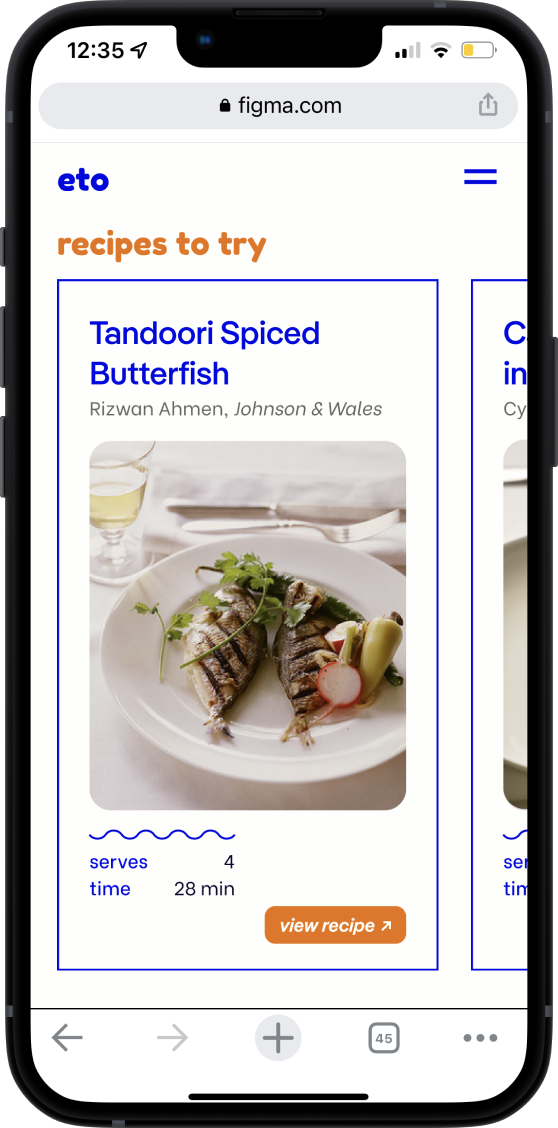 12:35
figma.com
eto
recipes to try
Tandoori Spiced
Butterfish
Rizwan Ahmen, Johnson & Wales
serves 4
time 28 min
view recipe ↗
C
in
Cy
ser
tim
45